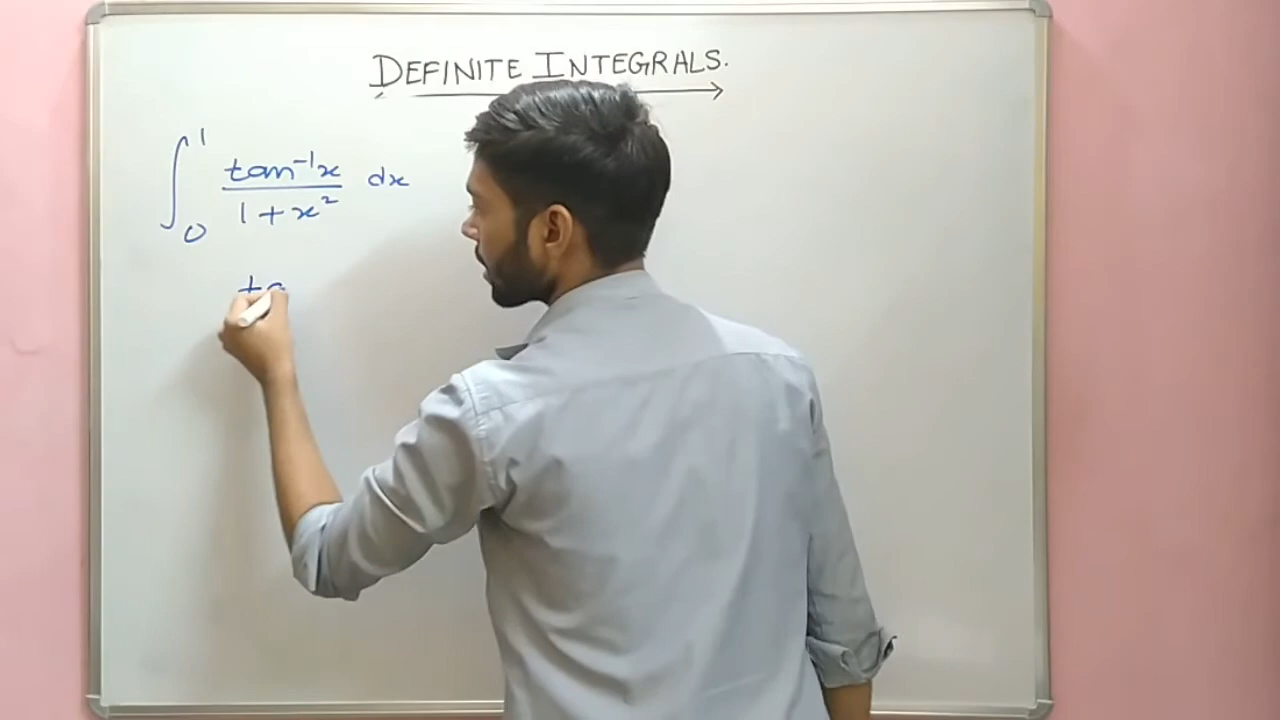 DEFINITE INTEGRALS.
∫₀¹ tan⁻¹x / 1 + x² dx
ta